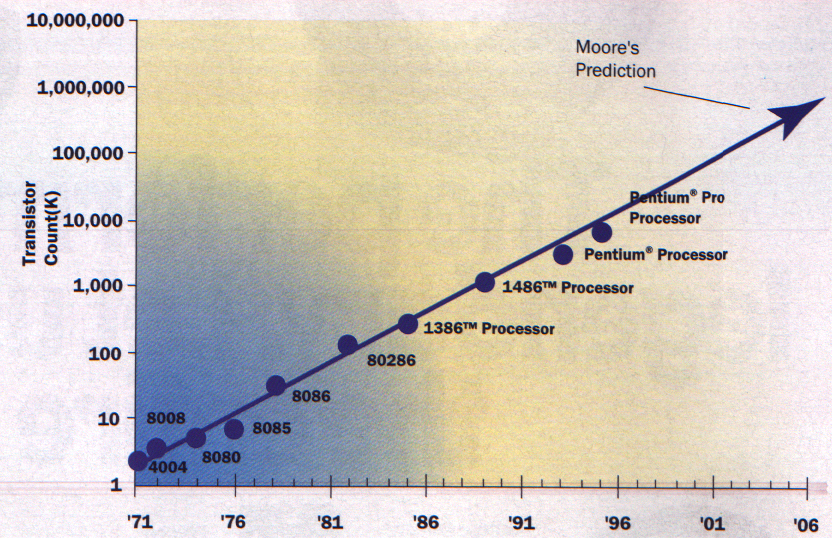 10,000,000
1,000,000
100,000
10,000
1,000
100
10
1
Transistor
Count(K)
Moore's
Prediction
Pentium® Pro
Processor
Pentium® Processor
1486™ Processor
1386™ Processor
80286
8086
8085
8080
8008
4004
'71 '76 '81 '86 '91 '96 '01 '06